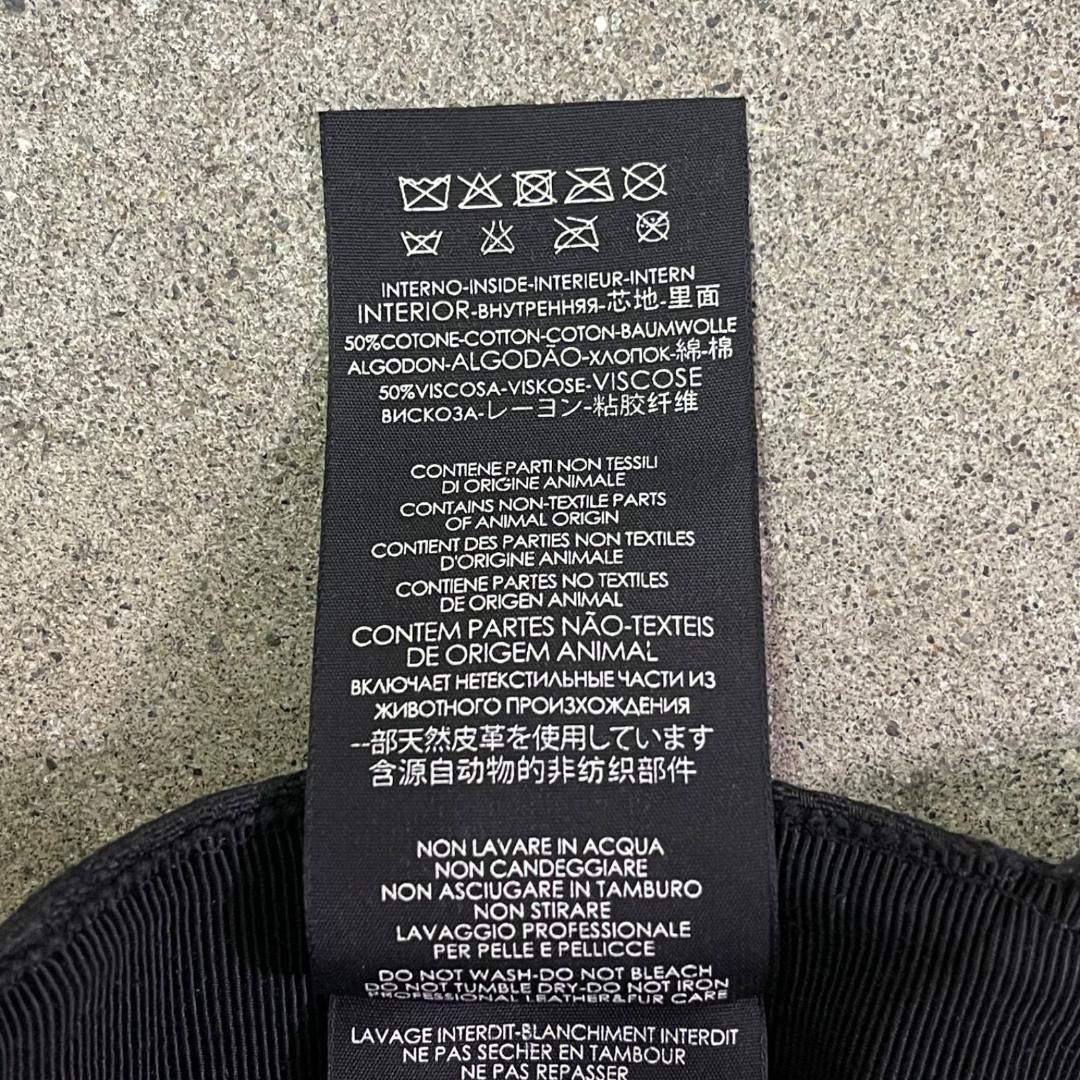 INTERNO-INSIDE-INTERIEUR-INTERN
INTERIOR-ВНУТРЕННЯЯ-芯地-里面
50%COTONE-COTTON-COTON-BAUMWOLLE
ALGODON-ALGODÃO-ХЛОПОК-綿-棉
50%VISCOSA-VISKOSE-VISCOSE
ВИСКОЗА-レーヨン-粘胶纤维
CONTIENE PARTI NON TESSILI
DI ORIGINE ANIMALE
CONTAINS NON-TEXTILE PARTS
OF ANIMAL ORIGIN
CONTIENT DES PARTIES NON TEXTILES
D'ORIGINE ANIMALE
CONTIENE PARTES NO TEXTILES
DE ORIGEN ANIMAL
CONTEM PARTES NÃO-TEXTEIS
DE ORIGEM ANIMAL
ВКЛЮЧАЕТ НЕТЕКСТИЛЬНЫЕ ЧАСТИ ИЗ
ЖИВОТНОГО ПРОИЗХОЖДЕНИЯ
一部天然皮革を使用しています
含源自动物的非纺织部件
NON LAVARE IN ACQUA
NON CANDEGGIARE
NON ASCIUGARE IN TAMBURO
NON STIRARE
LAVAGGIO PROFESSIONALE
PER PELLE E PELLICCE
DO NOT WASH-DO NOT BLEACH
DO NOT TUMBLE DRY-DO NOT IRON
PROFESSIONAL LEATHER&FUR CARE
LAVAGE INTERDIT-BLANCHIMENT INTERDIT
NE PAS SECHER EN TAMBOUR
NE PAS REPASSER